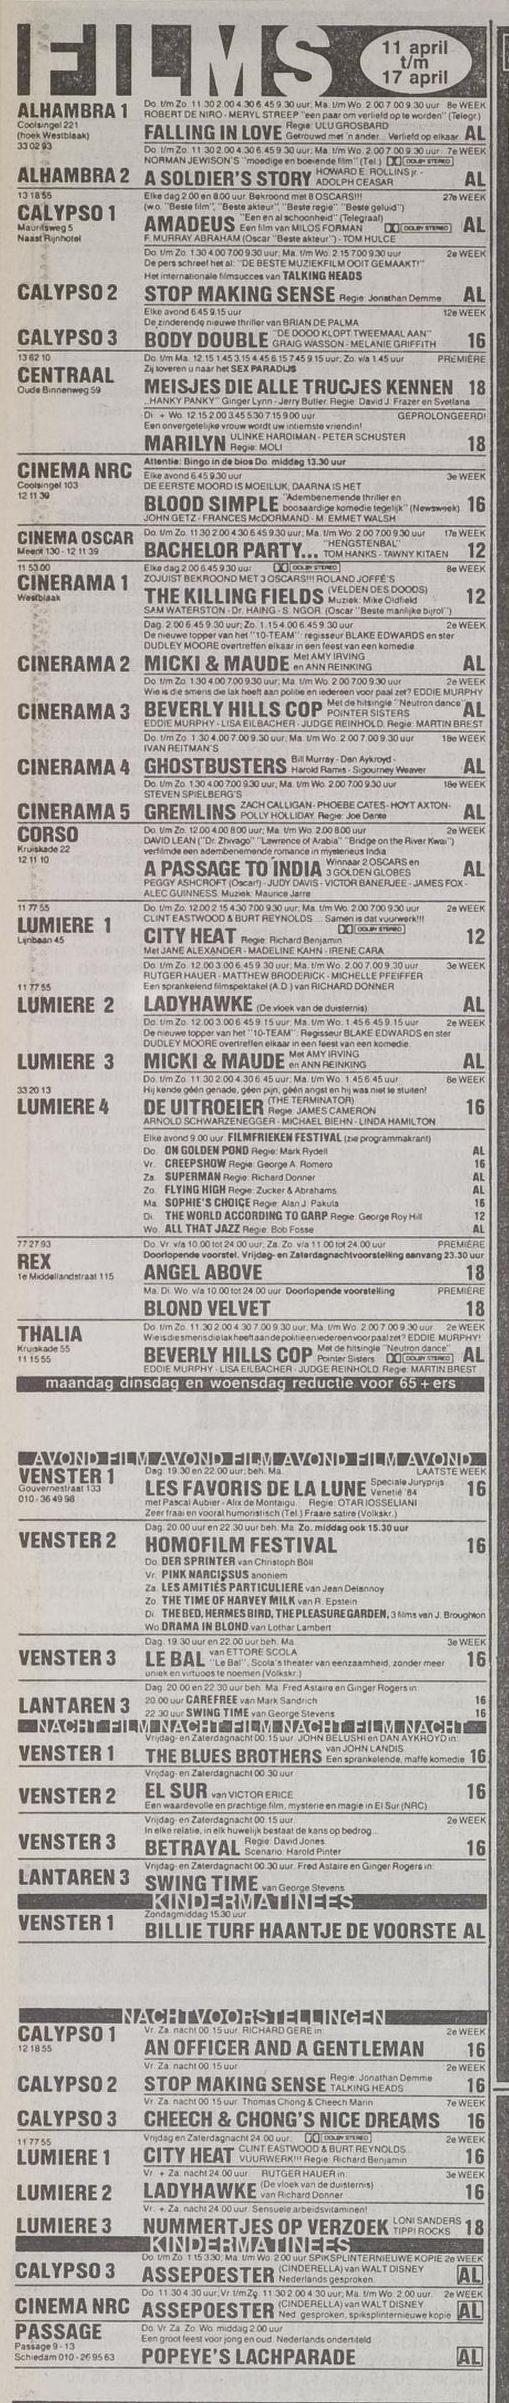 FILMS
11 april
t/m
17 april
ALHAMBRA 1
Coolsingel 221
(hoek Westblaak)
33 02 93
Do. t/m Zo. 11.30 2.00 4.30 6.45 9.30 uur; Ma. t/m Wo. 2.00 7.00 9.30 uur 8e WEEK
ROBERT DE NIRO - MERYL STREEP "een paar om verliefd op te worden" (Telegr.)
FALLING IN LOVE Regie: ULU GROSBARD
Getrouwd met 'n ander... Verliefd op elkaar. AL
Do. t/m Zo. 11.30 2.00 4.30 6.45 9.30 uur; Ma. t/m Wo. 2.00 7.00 9.30 uur 7e WEEK
NORMAN JEWISON'S "moedige en boeiende film" (Tel.) DOLBY STEREO
ALHAMBRA 2 A SOLDIER'S STORY HOWARD E. ROLLINS jr. -
ADOLPH CEASAR AL
13 18 55
CALYPSO 1
Mauritsweg 5
Naast Rijnhotel
Elke dag 2.00 en 8.00 uur. Bekroond met 8 OSCARS!!! 27e WEEK
(w.o. "Beste film", "Beste akteur", "Beste regie", "Beste geluid")
AMADEUS "Een en al schoonheid" (Telegraaf)
Een film van MILOS FORMAN DOLBY STEREO AL
F. MURRAY ABRAHAM (Oscar "Beste akteur") - TOM HULCE
Do. t/m Zo. 1.30 4.00 7.00 9.30 uur; Ma. t/m Wo. 2.15 7.00 9.30 uur 2e WEEK
De pers schreef het al: "DE BESTE MUZIEKFILM OOIT GEMAAKT!"
Het internationale filmsucces van TALKING HEADS
CALYPSO 2 STOP MAKING SENSE Regie: Jonathan Demme AL
Elke avond 6.45 9.15 uur 12e WEEK
De zinderende nieuwe thriller van BRIAN DE PALMA
CALYPSO 3 BODY DOUBLE "DE DOOD KLOPT TWEEMAAL AAN"
CRAIG WASSON - MELANIE GRIFFITH 16
13 62 10
CENTRAAL
Oude Binnenweg 59
Do. t/m Ma. 12.15 1.45 3.15 4.45 6.15 7.45 9.15 uur; Zo. v/a 1.45 uur PREMIÈRE
Zij toveren u naar het SEX PARADIJS
MEISJES DIE ALLE TRUCJES KENNEN 18
"HANKY PANKY" Ginger Lynn - Jerry Butler. Regie: David J. Frazer en Svetlana
Di. + Wo. 12.15 2.00 3.45 5.30 7.15 9.00 uur GEPROLONGEERD!
Een onvergetelijke vrouw wordt uw intiemste vriendin!
MARILYN ULINKE HARDIMAN - PETER SCHUSTER
Regie: MOLI 18
CINEMA NRC
Coolsingel 103
12 11 39
Attentie: Bingo in de bios Do. middag 13.30 uur
Elke avond 6.45 9.30 uur 3e WEEK
DE EERSTE MOORD IS MOEILIJK, DAARNA IS HET
BLOOD SIMPLE "Adembenemende thriller en
boosaardige komedie tegelijk" (Newsweek) 16
JOHN GETZ - FRANCES McDORMAND - M. EMMET WALSH
CINEMA OSCAR
Meent 130 - 12 11 39
Do. t/m Zo. 11.30 2.00 4.30 6.45 9.30 uur; Ma. t/m Wo. 2.00 7.00 9.30 uur 17e WEEK
BACHELOR PARTY... "HENGSTENBAL"
TOM HANKS - TAWNY KITAEN 12
11 53 00
CINERAMA 1
Westblaak
Elke dag 2.00 6.45 9.30 uur DOLBY STEREO 8e WEEK
ZOJUIST BEKROOND MET 3 OSCARS!!! ROLAND JOFFÉ'S
THE KILLING FIELDS (VELDEN DES DOODS)
Muziek: Mike Oldfield 12
SAM WATERSTON - Dr. HAING - S. NGOR (Oscar "Beste manlijke bijrol")
Dag. 2.00 6.45 9.30 uur; Zo. 1.15 4.00 6.45 9.30 uur 2e WEEK
De nieuwe topper van het "10-TEAM": regisseur BLAKE EDWARDS en ster
DUDLEY MOORE overtreffen elkaar in een feest van een komedie.
CINERAMA 2 MICKI & MAUDE Met AMY IRVING
en ANN REINKING AL
Do. t/m Zo. 1.30 4.00 7.00 9.30 uur; Ma. t/m Wo. 2.00 7.00 9.30 uur 2e WEEK
Wie is die smeris die lak heeft aan politie en iedereen voor paal zet? EDDIE MURPHY
CINERAMA 3 BEVERLY HILLS COP Met de hitsingle "Neutron dance"
POINTER SISTERS AL
EDDIE MURPHY - LISA EILBACHER - JUDGE REINHOLD. Regie: MARTIN BREST
Do. t/m Zo. 1.30 4.00 7.00 9.30 uur; Ma. t/m Wo. 2.00 7.00 9.30 uur 18e WEEK
IVAN REITMAN'S
CINERAMA 4 GHOSTBUSTERS Bill Murray - Dan Aykroyd -
Harold Ramis - Sigourney Weaver AL
Do. t/m Zo. 1.30 4.00 7.00 9.30 uur; Ma. t/m Wo. 2.00 7.00 9.30 uur 18e WEEK
STEVEN SPIELBERG'S
CINERAMA 5 GREMLINS ZACH CALLIGAN - PHOEBE CATES - HOYT AXTON -
POLLY HOLLIDAY. Regie: Joe Dante AL
CORSO
Kruiskade 22
12 11 10
Do. t/m Zo. 12.00 4.00 8.00 uur; Ma. t/m Wo. 2.00 8.00 uur 2e WEEK
DAVID LEAN ("Dr. Zhivago" "Lawrence of Arabia" "Bridge on the River Kwai")
verfilmde een adembenemende romance in mysterieus India
A PASSAGE TO INDIA Winnaar 2 OSCARS en
3 GOLDEN GLOBES AL
PEGGY ASHCROFT (Oscar!) - JUDY DAVIS - VICTOR BANERJEE - JAMES FOX -
ALEC GUINNESS. Muziek: Maurice Jarre
11 77 55
LUMIERE 1
Lijnbaan 45
Do. t/m Zo. 12.00 2.15 4.30 7.00 9.30 uur; Ma. t/m Wo. 2.00 7.00 9.30 uur 2e WEEK
CLINT EASTWOOD & BURT REYNOLDS.... Samen is dat vuurwerk!!!
DOLBY STEREO
CITY HEAT Regie: Richard Benjamin 12
Met JANE ALEXANDER - MADELINE KAHN - IRENE CARA
Do. t/m Zo. 12.00 3.00 6.45 9.30 uur; Ma. t/m Wo. 2.00 7.00 9.30 uur 3e WEEK
RUTGER HAUER - MATTHEW BRODERICK - MICHELLE PFEIFFER
Een sprankelend filmspektakel (A.D.) van RICHARD DONNER
11 77 55
LUMIERE 2 LADYHAWKE (De vloek van de duisternis) AL
Do. t/m Zo. 12.00 3.00 6.45 9.15 uur; Ma. t/m Wo. 1.45 6.45 9.15 uur 2e WEEK
De nieuwe topper van het "10-TEAM": Regisseur BLAKE EDWARDS en ster
DUDLEY MOORE overtreffen elkaar in een feest van een komedie.
LUMIERE 3 MICKI & MAUDE Met AMY IRVING
en ANN REINKING AL
33 20 13
LUMIERE 4
Do. t/m Zo. 11.30 2.00 4.30 6.45 uur; Ma. t/m Wo. 1.45 6.45 uur 6e WEEK
Hij kende géén genade, géén pijn, géén angst en hij was niet te stuiten!
DE UITROEIER (THE TERMINATOR)
Regie: JAMES CAMERON 16
ARNOLD SCHWARZENEGGER - MICHAEL BIEHN - LINDA HAMILTON
Elke avond 9.00 uur. FILMFRIEKEN FESTIVAL (zie programmakrant)
Do. ON GOLDEN POND Regie: Mark Rydell AL
Vr. CREEPSHOW Regie: George A. Romero 16
Za. SUPERMAN Regie: Richard Donner AL
Zo. FLYING HIGH Regie: Zucker & Abrahams AL
Ma. SOPHIE'S CHOICE Regie: Alan J. Pakula 16
Di. THE WORLD ACCORDING TO GARP Regie: George Roy Hill 12
Wo. ALL THAT JAZZ Regie: Bob Fosse AL
77 27 93
REX
1e Middellandstraat 115
Do. Vr. v/a 10.00 tot 24.00 uur; Za. Zo. v/a 11.00 tot 24.00 uur PREMIÈRE
Doorlopende voorstel. Vrijdag- en Zaterdagnachtvoorstelling aanvang 23.30 uur
ANGEL ABOVE 18
Ma. Di. Wo. v/a 10.00 tot 24.00 uur. Doorlopende voorstelling PREMIÈRE
BLOND VELVET 18
THALIA
Kruiskade 55
11 15 55
Do. t/m Zo. 11.30 2.00 4.30 7.00 9.30 uur; Ma. t/m Wo. 2.00 7.00 9.30 uur 2e WEEK
Wie is die smeris die lak heeft aan de politie en iedereen voor paal zet? EDDIE MURPHY!
BEVERLY HILLS COP Met de hitsingle "Neutron dance"
Pointer Sisters DOLBY STEREO AL
EDDIE MURPHY - LISA EILBACHER - JUDGE REINHOLD. Regie: MARTIN BREST
maandag dinsdag en woensdag reductie voor 65+ers
AVOND FILM AVOND FILM AVOND FILM AVOND
VENSTER 1
Gouvernestraat 133
010 - 36 49 98
Dag. 19.30 en 22.00 uur; beh. Ma. LAATSTE WEEK
LES FAVORIS DE LA LUNE Speciale Juryprijs
Venetië '84 16
met Pascal Aubier - Alix de Montaigu. Regie: OTAR IOSSELIANI
Zeer fraai en vooral humoristisch (Tel.) Fraaie satire (Volkskr.)
Dag. 20.00 uur en 22.30 uur beh. Ma. Zo. middag ook 15.30 uur
VENSTER 2 HOMOFILM FESTIVAL 16
Do. DER SPRINTER van Christoph Böll
Vr. PINK NARCISSUS anoniem
Za. LES AMITIÉS PARTICULIERE van Jean Delannoy
Zo. THE TIME OF HARVEY MILK van R. Epstein
Di. THE BED, HERMES BIRD, THE PLEASURE GARDEN, 3 films van J. Broughton
Wo. DRAMA IN BLOND van Lothar Lambert
Dag. 19.30 uur en 22.00 uur beh. Ma. 3e WEEK
VENSTER 3 LE BAL van ETTORE SCOLA
"Le Bal", Scola's theater van eenzaamheid, zonder meer 16
uniek en virtuoos te noemen (Volkskr.)
Dag. 20.00 en 22.30 uur beh. Ma. Fred Astaire en Ginger Rogers in:
LANTAREN 3 20.00 uur CAREFREE van Mark Sandrich 16
22.30 uur SWING TIME van George Stevens 16
NACHT FILM NACHT FILM NACHT FILM NACHT
Vrijdag- en Zaterdagnacht 00.15 uur. JOHN BELUSHI en DAN AYKROYD in:
VENSTER 1 THE BLUES BROTHERS van JOHN LANDIS
Een sprankelende, maffe komedie 16
Vrijdag- en Zaterdagnacht 00.30 uur
VENSTER 2 EL SUR van VICTOR ERICE 16
Een waardevolle en prachtige film, mysterie en magie in El Sur (NRC)
Vrijdag- en Zaterdagnacht 00.15 uur. 2e WEEK
In elke relatie, in elk huwelijk bestaat de kans op bedrog...
VENSTER 3 BETRAYAL Regie: David Jones
Scenario: Harold Pinter 16
Vrijdag- en Zaterdagnacht 00.30 uur. Fred Astaire en Ginger Rogers in:
LANTAREN 3 SWING TIME van George Stevens
KINDERMATINEES
Zondagmiddag 15.30 uur
VENSTER 1 BILLIE TURF HAANTJE DE VOORSTE AL
NACHTVOORSTELLINGEN
CALYPSO 1
12 18 55
Vr. Za. nacht 00.15 uur. RICHARD GERE in: 2e WEEK
AN OFFICER AND A GENTLEMAN 16
Vr. Za. nacht 00.15 uur 2e WEEK
CALYPSO 2 STOP MAKING SENSE Regie: Jonathan Demme
TALKING HEADS 16
Vr. Za. nacht 00.15 uur. Thomas Chong & Cheech Marin 7e WEEK
CALYPSO 3 CHEECH & CHONG'S NICE DREAMS 16
11 77 55
Vrijdag en Zaterdagnacht 24.00 uur: DOLBY STEREO 2e WEEK
LUMIERE 1 CITY HEAT CLINT EASTWOOD & BURT REYNOLDS...
VUURWERK!!! Regie: Richard Benjamin 16
Vr. + Za. nacht 24.00 uur RUTGER HAUER in: 3e WEEK
LUMIERE 2 LADYHAWKE (De vloek van de duisternis)
van Richard Donner 16
Vr. + Za. nacht 24.00 uur. Sensuele arbeidsvitaminen!
LUMIERE 3 NUMMERTJES OP VERZOEK LONI SANDERS
TIPPI ROCKS 18
KINDERMATINEES
Do. t/m Zo. 1.15 3.30; Ma. t/m Wo. 2.00 uur SPIKSPLINTERNIEUWE KOPIE 2e WEEK
CALYPSO 3 ASSEPOESTER (CINDERELLA) van WALT DISNEY
Nederlands gesproken. AL
Do. 11.30 4.30 uur; Vr. t/m Zo. 11.30 2.00 4.30 uur; Ma. t/m Wo. 2.00 uur. 2e WEEK
CINEMA NRC ASSEPOESTER (CINDERELLA) van WALT DISNEY
Ned. gesproken, spiksplinternieuwe kopie AL
PASSAGE
Passage 9 - 13
Schiedam 010 - 26 95 63
Do. Vr. Za. Zo. Wo. middag 2.00 uur
Een groot feest voor jong en oud. Nederlands ondertiteld
POPEYE'S LACHPARADE AL